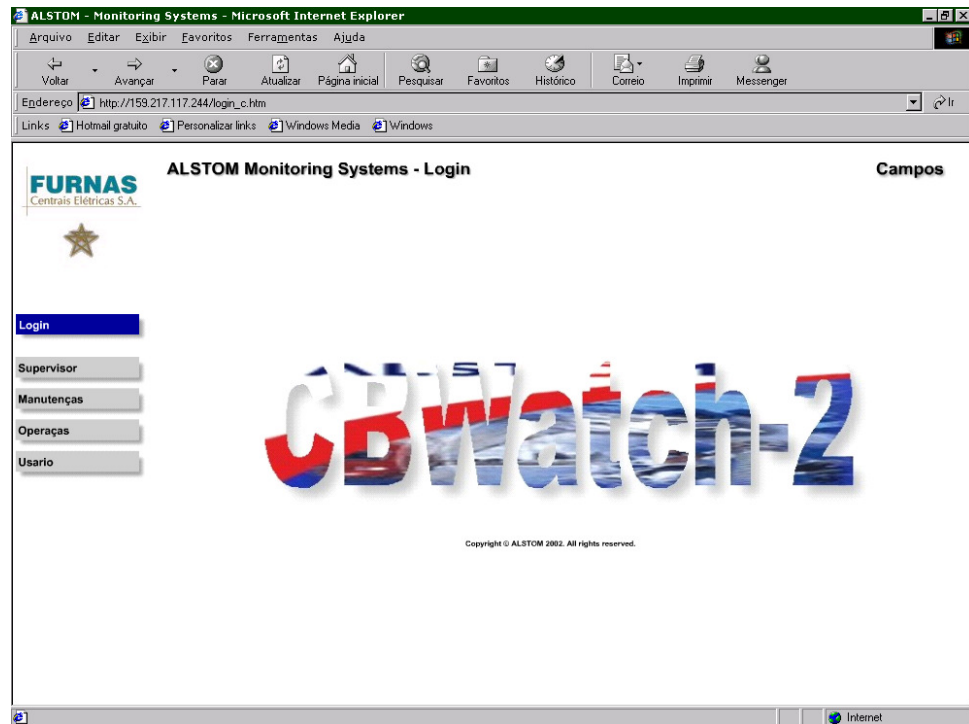 ALSTOM - Monitoring Systems - Microsoft Internet Explorer
Arquivo Editar Exibir Favoritos Ferramentas Ajuda
Voltar Avançar Parar Atualizar Página inicial Pesquisar Favoritos Histórico Correio Imprimir Messenger
Endereço http://159.217.117.244/login_c.htm Ir
Links Hotmail gratuito Personalizar links Windows Media Windows
ALSTOM Monitoring Systems - Login Campos
FURNAS
Centrais Elétricas S.A.
Login
Supervisor
Manutenças
Operaças
Usario
ALSTOM
CBWatch-2
Copyright © ALSTOM 2002. All rights reserved.
Internet